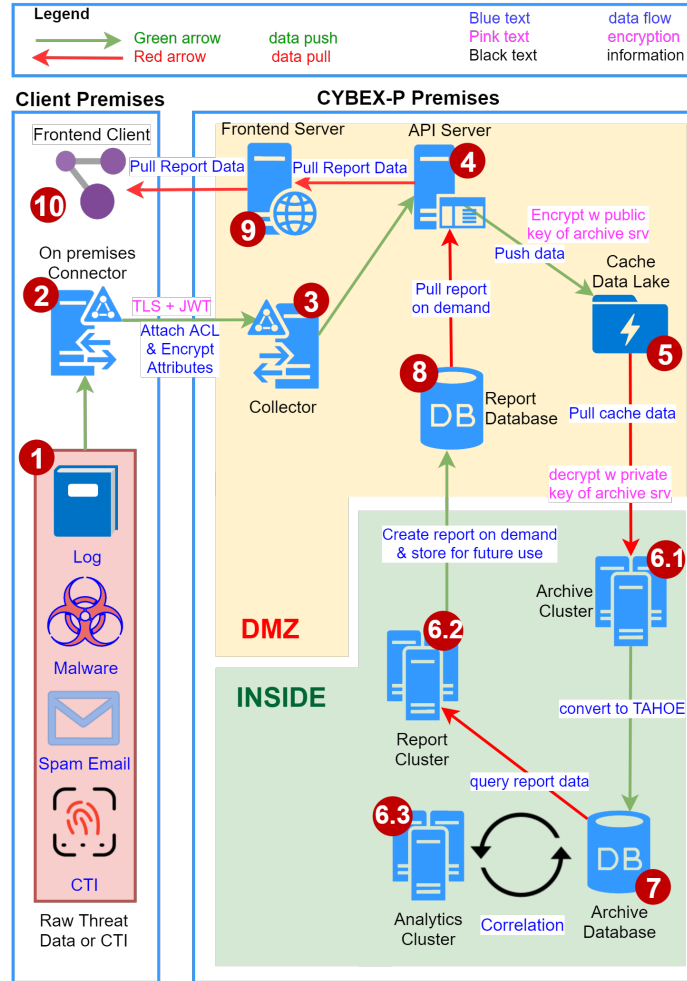 Legend
Green arrow data push
Red arrow data pull
Blue text data flow
Pink text encryption
Black text information
Client Premises
CYBEX-P Premises
Frontend Client
10
Pull Report Data
Frontend Server
9
Pull Report Data
API Server
4
On premises
Connector
2
TLS + JWT
Attach ACL
& Encrypt
Attributes
3
Collector
Encrypt w public
key of archive srv
Push data
Cache
Data Lake
5
Pull report
on demand
8
DB
Report
Database
Pull cache data
decrypt w private
key of archive srv
1
Log
Malware
Spam Email
CTI
Raw Threat
Data or CTI
Create report on demand
& store for future use
DMZ
INSIDE
6.1
Archive
Cluster
6.2
Report
Cluster
convert to TAHOE
query report data
6.3
Analytics
Cluster
Correlation
DB
7
Archive
Database